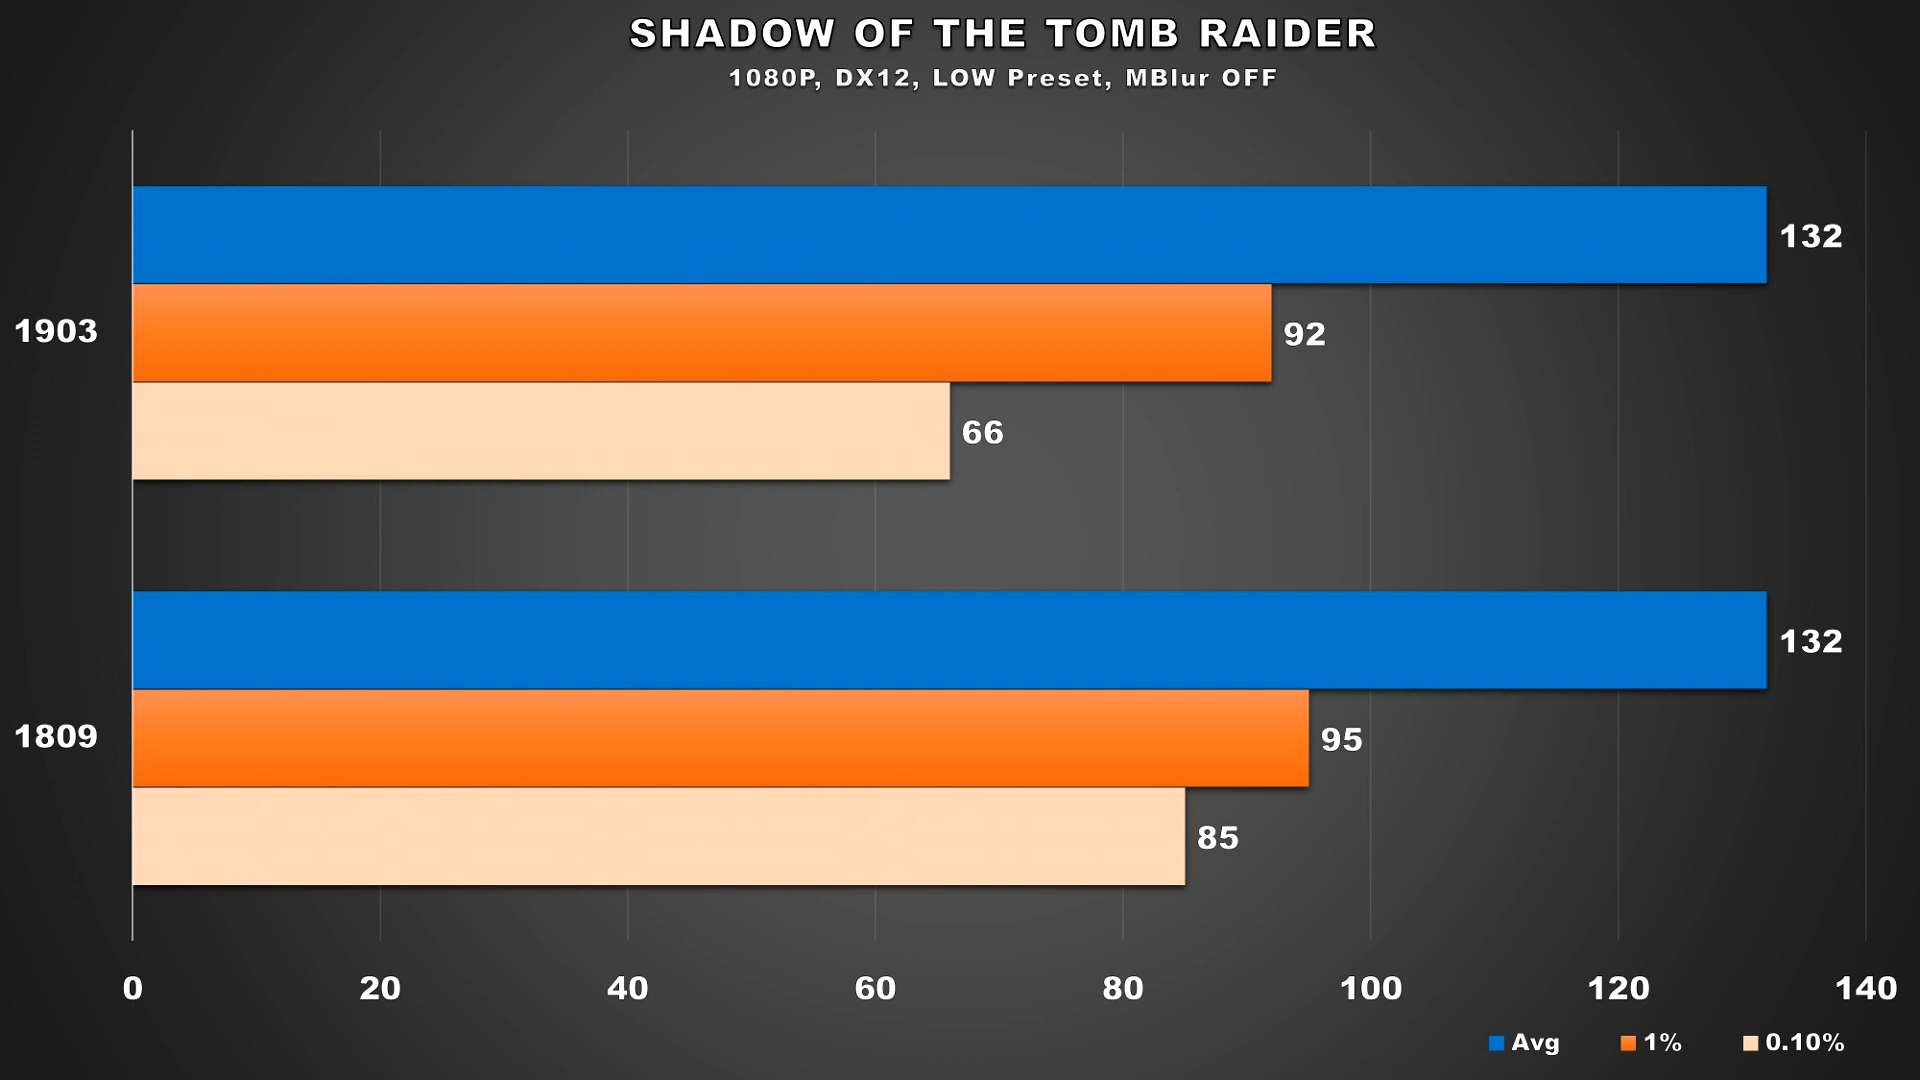 SHADOW OF THE TOMB RAIDER
1080P, DX12, LOW Preset, MBlur OFF
132
1903
92
66
132
1809
95
85
0 20 40 60 80 100 120 140
Avg 1% 0.10%